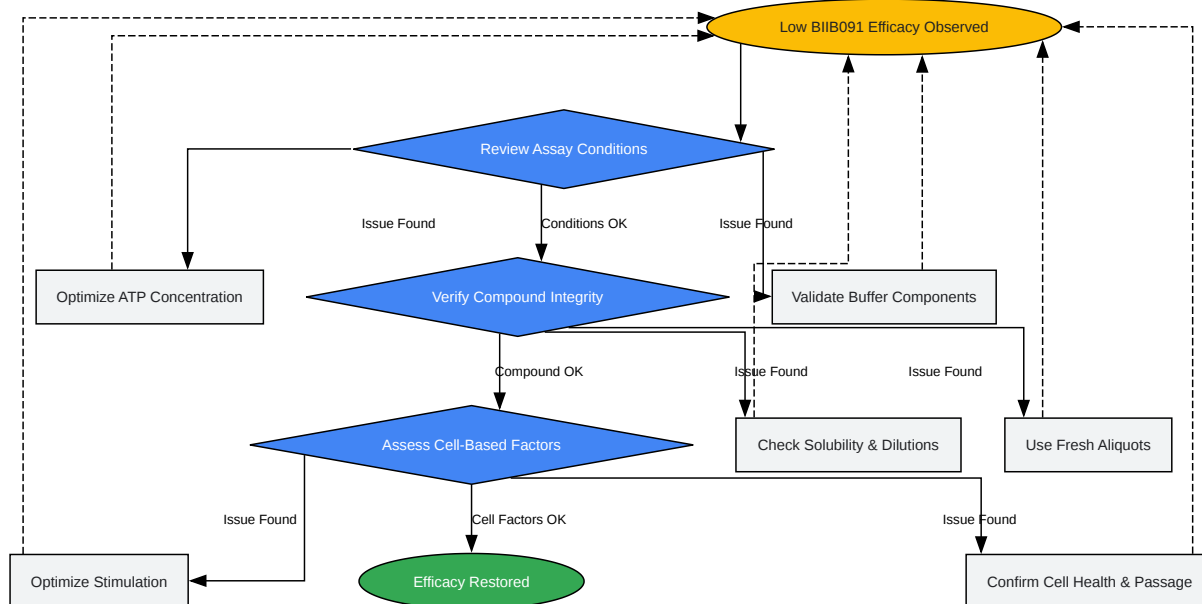 Low BIIB091 Efficacy Observed
Review Assay Conditions
Issue Found
Conditions OK
Issue Found
Optimize ATP Concentration
Verify Compound Integrity
Validate Buffer Components
Compound OK
Issue Found
Issue Found
Assess Cell-Based Factors
Check Solubility & Dilutions
Use Fresh Aliquots
Issue Found
Cell Factors OK
Issue Found
Optimize Stimulation
Efficacy Restored
Confirm Cell Health & Passage